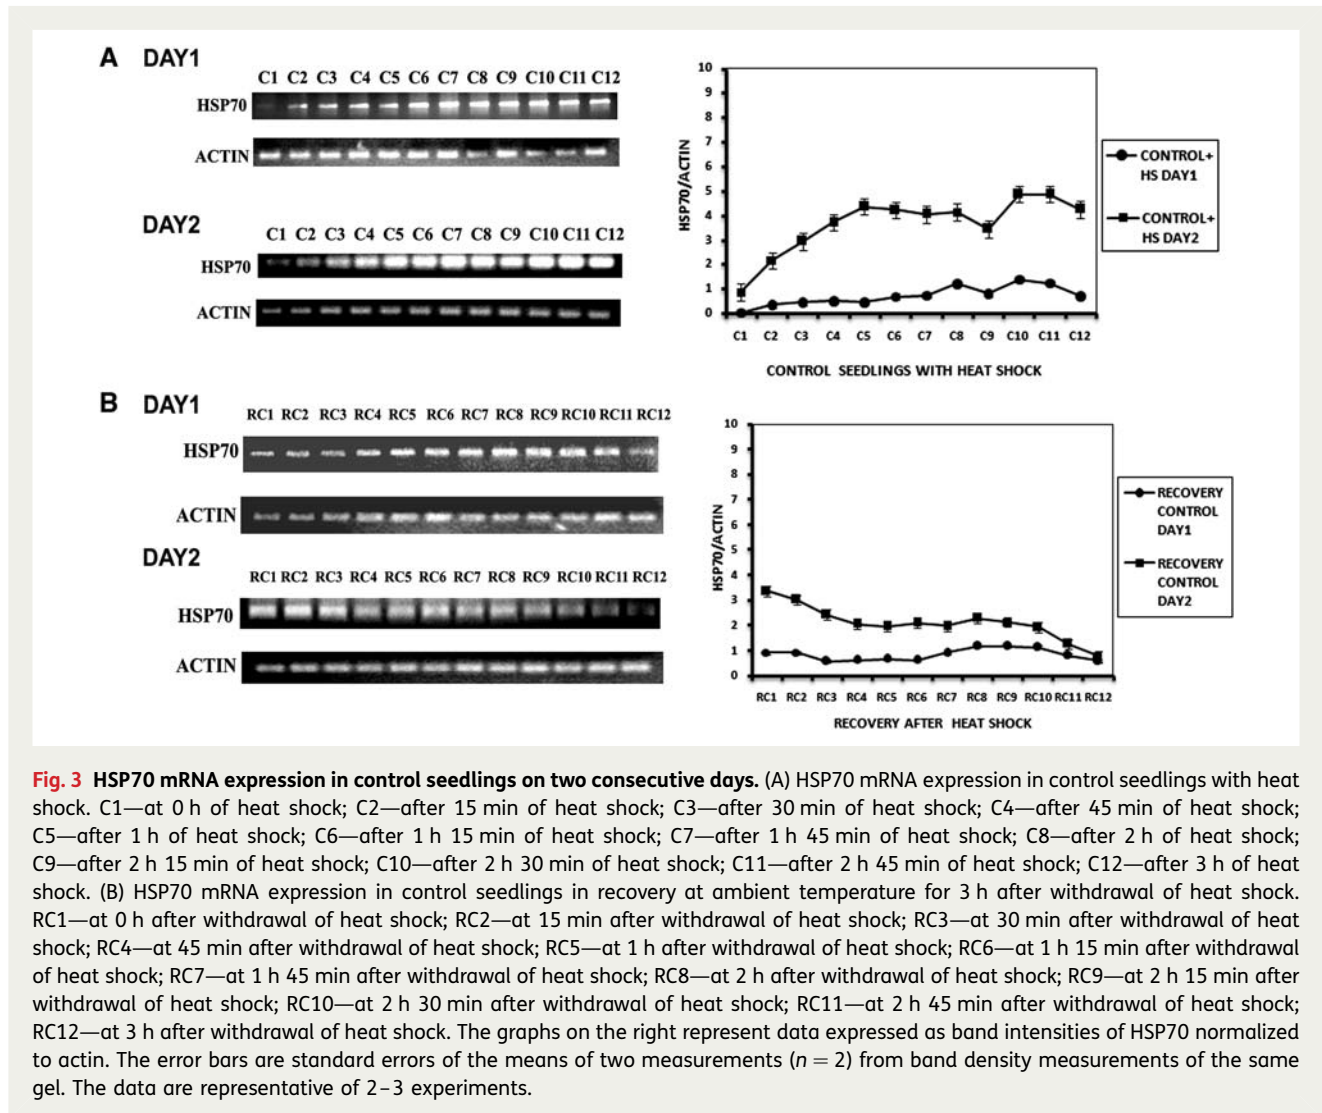 A DAY1
C1 C2 C3 C4 C5 C6 C7 C8 C9 C10 C11 C12
HSP70
ACTIN
DAY2
C1 C2 C3 C4 C5 C6 C7 C8 C9 C10 C11 C12
HSP70
ACTIN
10
9
8
7
6
5
4
3
2
1
0
HSP70/ACTIN
C1 C2 C3 C4 C5 C6 C7 C8 C9 C10 C11 C12
CONTROL SEEDLINGS WITH HEAT SHOCK
CONTROL+
HS DAY1
CONTROL+
HS DAY2
B DAY1
RC1 RC2 RC3 RC4 RC5 RC6 RC7 RC8 RC9 RC10 RC11 RC12
HSP70
ACTIN
DAY2
RC1 RC2 RC3 RC4 RC5 RC6 RC7 RC8 RC9 RC10 RC11 RC12
HSP70
ACTIN
10
9
8
7
6
5
4
3
2
1
0
HSP70/ACTIN
RC1 RC2 RC3 RC4 RC5 RC6 RC7 RC8 RC9 RC10 RC11 RC12
RECOVERY AFTER HEAT SHOCK
RECOVERY
CONTROL
DAY1
RECOVERY
CONTROL
DAY2
Fig. 3 HSP70 mRNA expression in control seedlings on two consecutive days. (A) HSP70 mRNA expression in control seedlings with heat
shock. C1—at 0 h of heat shock; C2—after 15 min of heat shock; C3—after 30 min of heat shock; C4—after 45 min of heat shock;
C5—after 1 h of heat shock; C6—after 1 h 15 min of heat shock; C7—after 1 h 45 min of heat shock; C8—after 2 h of heat shock;
C9—after 2 h 15 min of heat shock; C10—after 2 h 30 min of heat shock; C11—after 2 h 45 min of heat shock; C12—after 3 h of heat
shock. (B) HSP70 mRNA expression in control seedlings in recovery at ambient temperature for 3 h after withdrawal of heat shock.
RC1—at 0 h after withdrawal of heat shock; RC2—at 15 min after withdrawal of heat shock; RC3—at 30 min after withdrawal of heat
shock; RC4—at 45 min after withdrawal of heat shock; RC5—at 1 h after withdrawal of heat shock; RC6—at 1 h 15 min after withdrawal
of heat shock; RC7—at 1 h 45 min after withdrawal of heat shock; RC8—at 2 h after withdrawal of heat shock; RC9—at 2 h 15 min after
withdrawal of heat shock; RC10—at 2 h 30 min after withdrawal of heat shock; RC11—at 2 h 45 min after withdrawal of heat shock;
RC12—at 3 h after withdrawal of heat shock. The graphs on the right represent data expressed as band intensities of HSP70 normalized
to actin. The error bars are standard errors of the means of two measurements (n = 2) from band density measurements of the same
gel. The data are representative of 2–3 experiments.